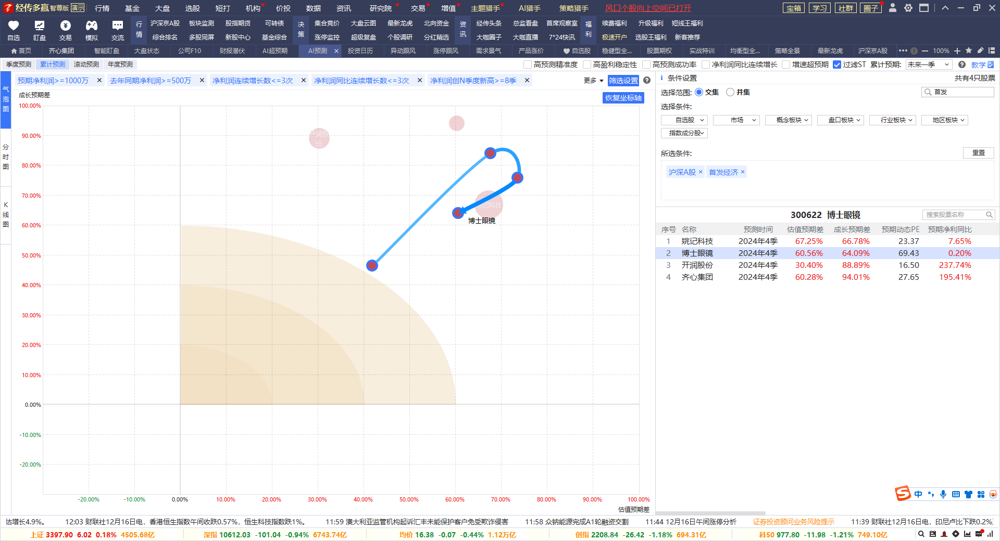 经传多赢 智尊版 演示 行情 基金 大盘 选股 短打 机构 价投 数据 资讯 研究院 交易 增值 主题猎手 AI猎手 策略猎手 风口个股向上空间已打开 宝箱 学习 社群 圈子
自选 盯盘 交易 模拟 交流
行情 沪深京A股 板块监测 股指期货 可转债 决策 集合竞价 大盘云图 最新龙虎 北向资金 资讯 经传头条 总监看盘 首席观察室 福利 续费福利 升级福利 短线王福利
综合排名 多股同屏 新股中心 基金综合 涨停监控 超级复盘 个股调研 分红精选 大咖圈子 大咖直播 7*24快讯 极速开户 选股王福利 新客推荐
首页 齐心集团 智能盯盘 大盘状态 公司F10 财报潜伏 AI超预期 AI预测 投资日历 异动跟风 涨停跟风 需求景气 产品涨价 自选股 稳健型全... 股票期权 实战特训 均衡型全... 策略全景 最新龙虎 沪深京A股 100%
季度预测 累计预测 滚动预测 年度预测 高预测精准度 高盈利稳定性 高预测成功率 净利润同比连续增长 增速超预期 过滤ST 累计预期: 未来一季 教学
预期净利润>=1000万 × 去年同期净利润>=500万 × 净利润连续增长数<=3次 × 净利润同比连续增长数<=3次 × 净利润创N季度新高>=8季 × 更多 筛选设置
气泡图
分时图
K线图
成长预期差
恢复坐标轴
100.00%
90.00%
80.00%
70.00%
60.00%
50.00%
40.00%
30.00%
20.00%
10.00%
0.00%
-10.00%
-20.00%
开润股份
姚记科技
博士眼镜
-20.00% -10.00% 0.00% 10.00% 20.00% 30.00% 40.00% 50.00% 60.00% 70.00% 80.00% 90.00% 100.00%
估值预期差
条件设置 共有4只股票
选择范围: 交集 并集 首发
选择条件:
自选股 市场 概念板块 盘口板块 行业板块 地区板块
指数成分股
所选条件: 重置
沪深A股 × 首发经济 ×
300622 博士眼镜 搜索股票名称
序号 名称 预测时间 估值预期差 成长预期差 预期动态PE 预期净利同比
1 姚记科技 2024年4季 67.25% 66.78% 23.37 7.65%
2 博士眼镜 2024年4季 60.56% 64.09% 69.43 0.20%
3 开润股份 2024年4季 30.40% 88.89% 16.50 237.74%
4 齐心集团 2024年4季 60.28% 94.01% 27.65 195.41%
中
估增长4.9%。 12:03 财联社12月16日电，香港恒生指数午间收跌0.57%，恒生科技指数跌1%。 11:59 澳大利亚监管机构起诉汇丰未能保护客户免受欺诈侵害 11:58 众钠能源完成A1轮融资交割 11:44 12月16日午间涨停分析 证券投资顾问业务风险提示 11:39 财联社12月16日电，印尼卢比下跌0.2%
上证 3397.90 6.02 0.18% 4505.68亿 深指 10612.03 -101.04 -0.94% 6743.74亿 均价 16.38 -0.07 -0.44% 1.12万亿 创指 2208.84 -26.42 -1.18% 694.31亿 科50 977.80 -11.98 -1.21% 749.10亿